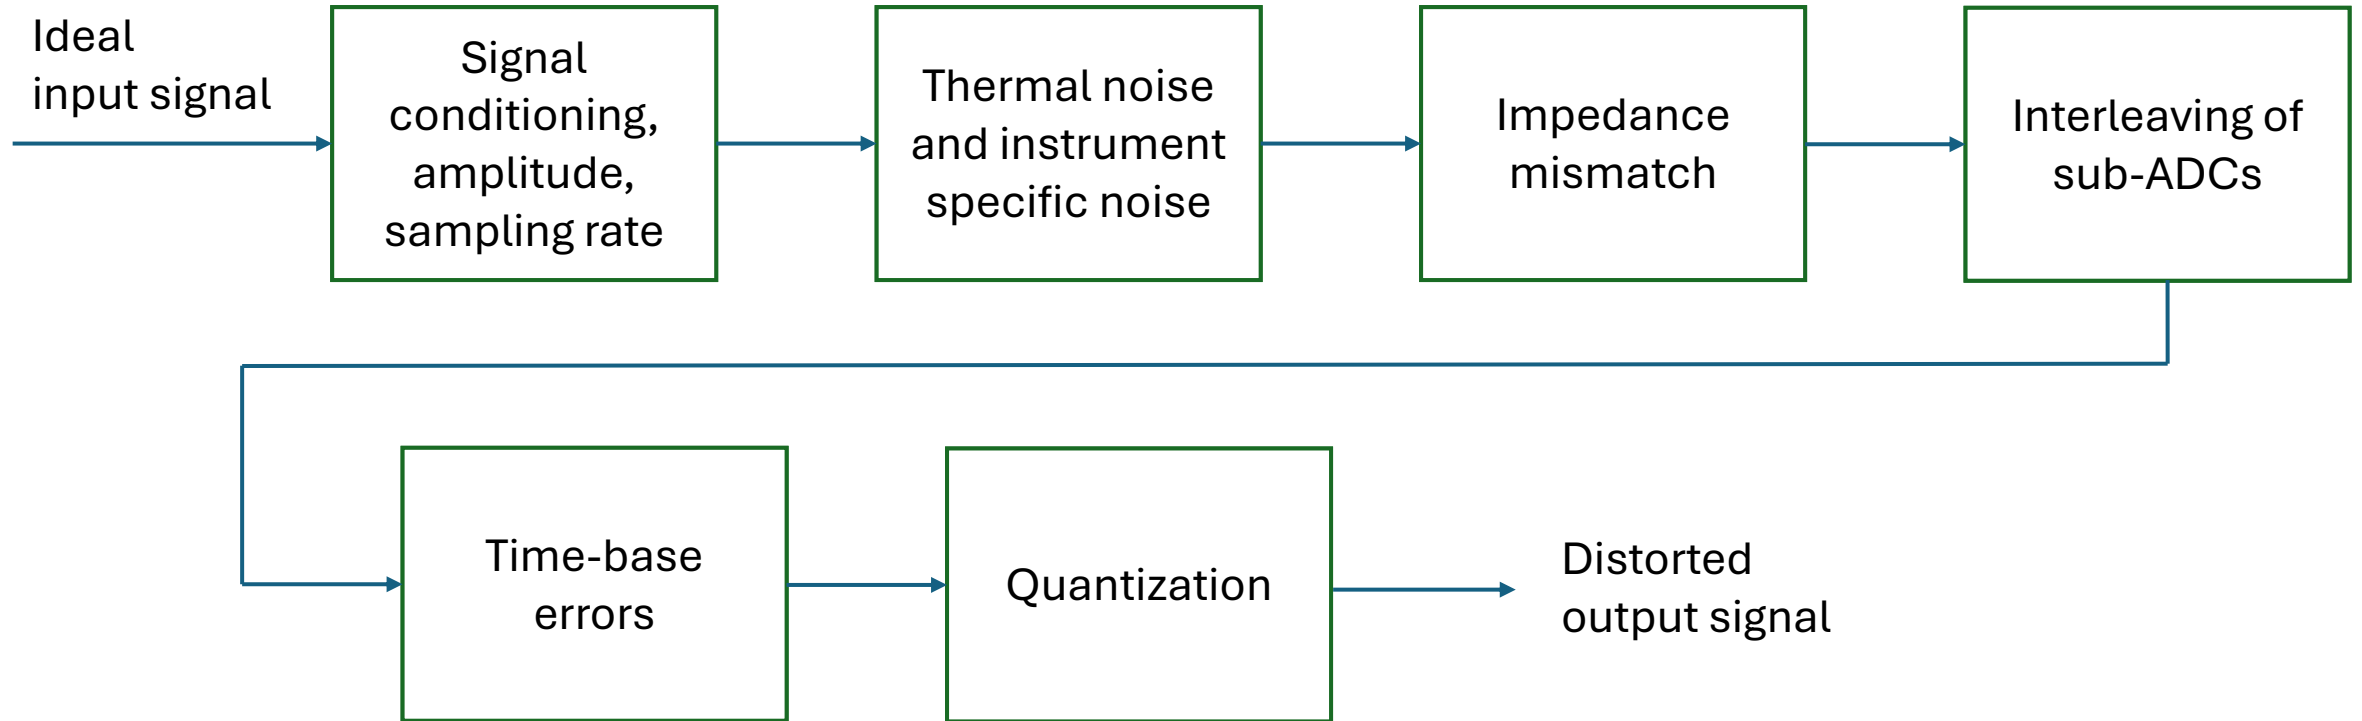 Ideal
input signal
Signal
conditioning,
amplitude,
sampling rate
Thermal noise
and instrument
specific noise
Impedance
mismatch
Interleaving of
sub-ADCs
Time-base
errors
Quantization
Distorted
output signal